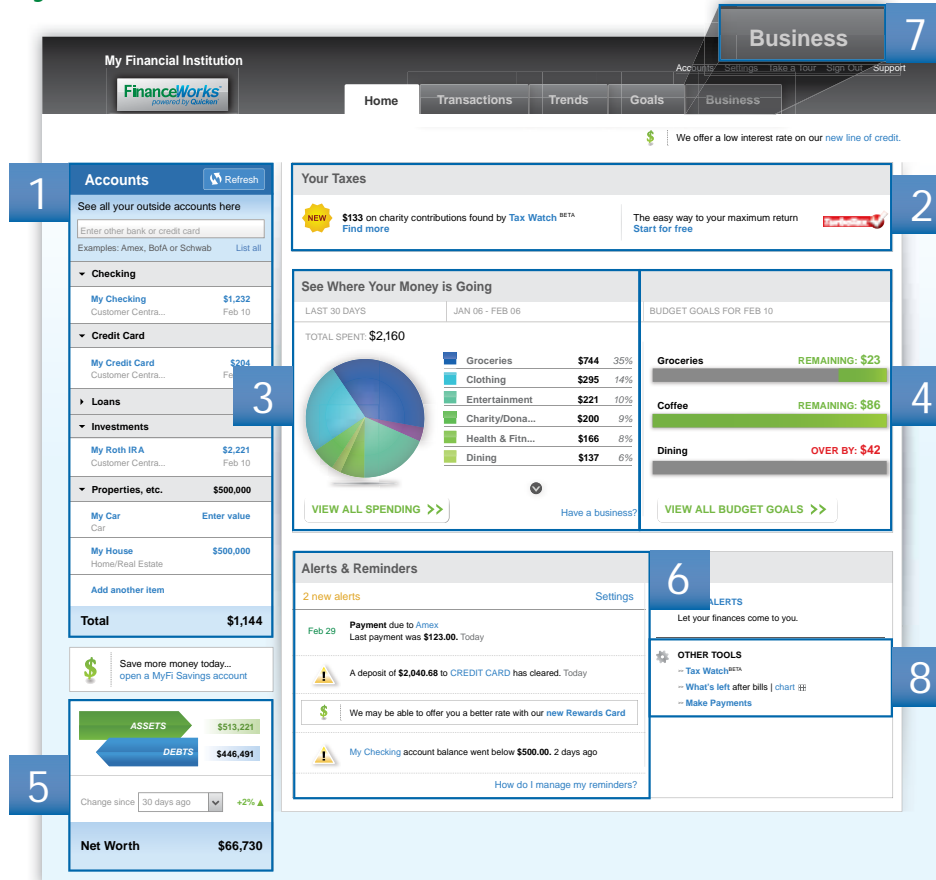 Business
7
My Financial Institution
Accounts Settings Take a Tour Sign Out Support
FinanceWorks
powered by Quicken
Home Transactions Trends Goals Business
$ We offer a low interest rate on our new line of credit.
1
Accounts Refresh
See all your outside accounts here
Enter other bank or credit card
Examples: Amex, BofA or Schwab List all
Checking
My Checking $1,232
Customer Centra... Feb 10
Credit Card
My Credit Card $204
Customer Centra...
Loans
Investments
My Roth IRA $2,221
Customer Centra... Feb 10
Properties, etc. $500,000
My Car Enter value
Car
My House $500,000
Home/Real Estate
Add another item
Total $1,144
$ Save more money today...
open a MyFi Savings account
ASSETS $513,221
DEBTS $446,491
5
Change since 30 days ago +2%
Net Worth $66,730
Your Taxes
2
NEW
$133 on charity contributions found by Tax Watch BETA
Find more
The easy way to your maximum return
Start for free
TurboTax
See Where Your Money is Going
LAST 30 DAYS JAN 06 - FEB 06
TOTAL SPENT: $2,160
3
Groceries $744 35%
Clothing $295 14%
Entertainment $221 10%
Charity/Dona... $200 9%
Health & Fitn... $166 8%
Dining $137 6%
VIEW ALL SPENDING >>
Have a business?
BUDGET GOALS FOR FEB 10
Groceries REMAINING: $23
4
Coffee REMAINING: $86
Dining OVER BY: $42
VIEW ALL BUDGET GOALS >>
Alerts & Reminders
6
2 new alerts Settings
Feb 29 Payment due to Amex
Last payment was $123.00. Today
A deposit of $2,040.68 to CREDIT CARD has cleared. Today
$ We may be able to offer you a better rate with our new Rewards Card
My Checking account balance went below $500.00. 2 days ago
How do I manage my reminders?
ALERTS
Let your finances come to you.
OTHER TOOLS
-- Tax Watch BETA
-- What's left after bills | chart
-- Make Payments
8